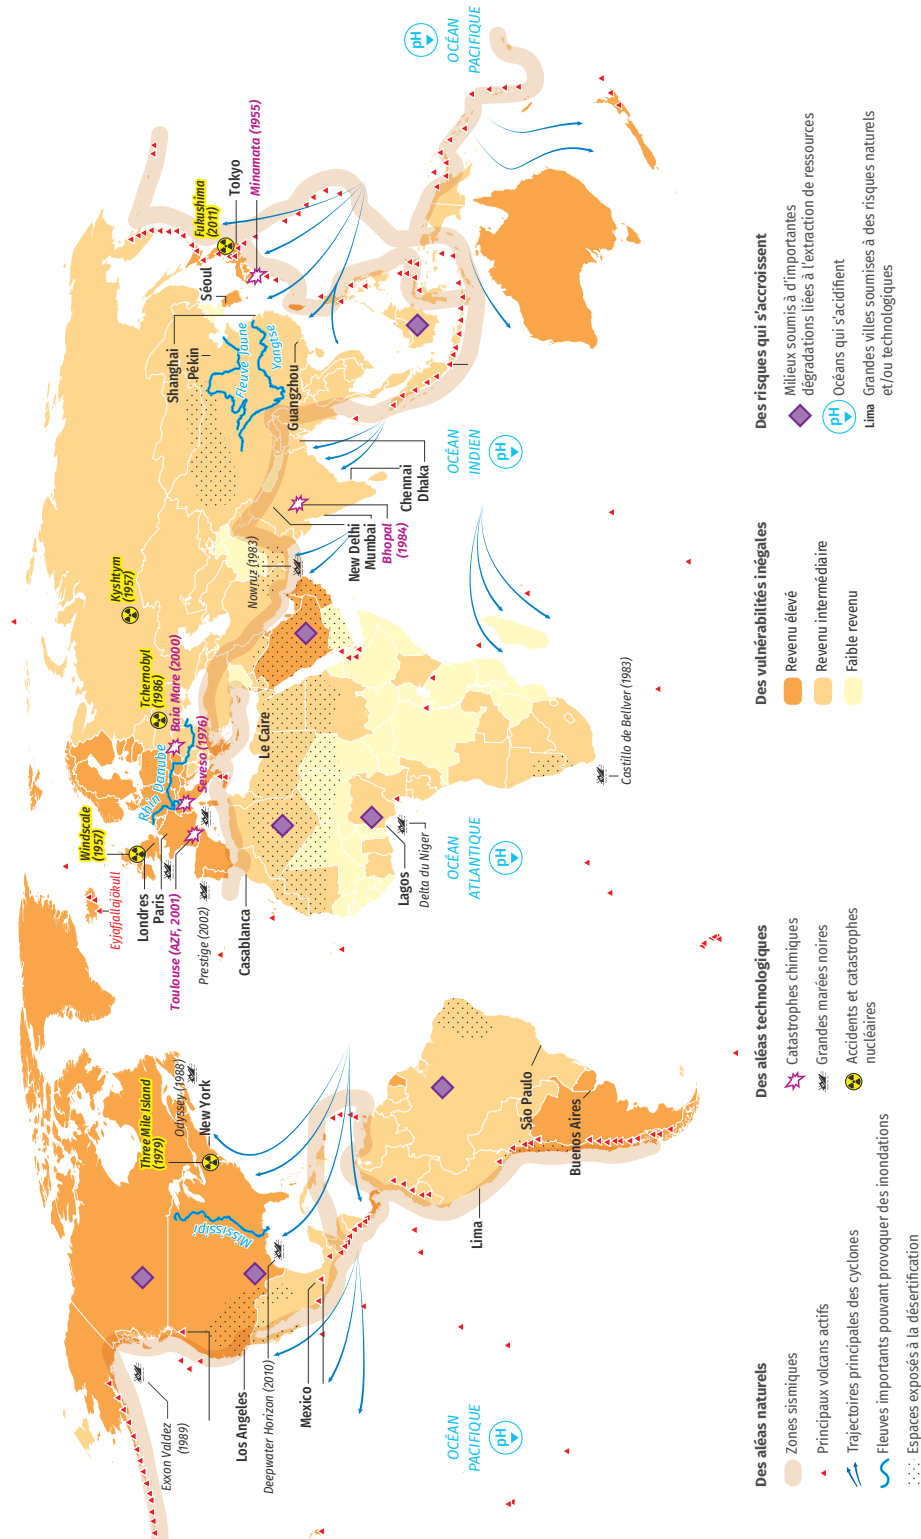 OCÉAN
PACIFIQUE
pH
Exxon Valdez
(1989)
Los Angeles
Deepwater Horizon (2010)
Mexico
Mississipi
Three Mile Island
(1979)
Odyssey (1988)
New York
Lima
São Paulo
Buenos Aires
Eyjafjallajökull
Windscale
(1957)
Londres
Paris
Toulouse (AZF, 2001)
Prestige (2002)
Casablanca
Rhin Danube
Tchernobyl
(1986)
Baia Mare (2000)
Seveso (1976)
Le Caire
Lagos
Delta du Niger
OCÉAN
ATLANTIQUE
pH
Castillo de Bellver (1983)
Kyshtym
(1957)
Nowruz (1983)
New Delhi
Mumbai
Bhopal
(1984)
Chennai
Dhaka
OCÉAN
INDIEN
pH
Shanghai
Pékin
Fleuve Jaune
Yangtse
Guangzhou
Séoul
Fukushima
(2011)
Tokyo
Minamata (1955)
OCÉAN
PACIFIQUE
pH
Des aléas naturels
Zones sismiques
Principaux volcans actifs
Trajectoires principales des cyclones
Fleuves importants pouvant provoquer des inondations
Espaces exposés à la désertification
Des aléas technologiques
Catastrophes chimiques
Grandes marées noires
Accidents et catastrophes
nucléaires
Des vulnérabilités inégales
Revenu élevé
Revenu intermédiaire
Faible revenu
Des risques qui s'accroissent
Milieux soumis à d'importantes
dégradations liées à l'extraction de ressources
pH
Océans qui s'acidifient
Lima Grandes villes soumises à des risques naturels
et/ou technologiques